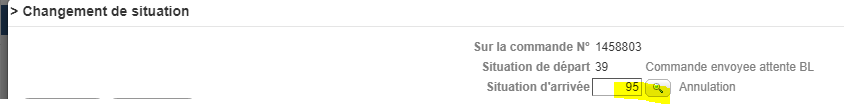 > Changement de situation
Sur la commande N° 1458803
Situation de départ 39 Commande envoyee attente BL
Situation d'arrivée 95 Annulation